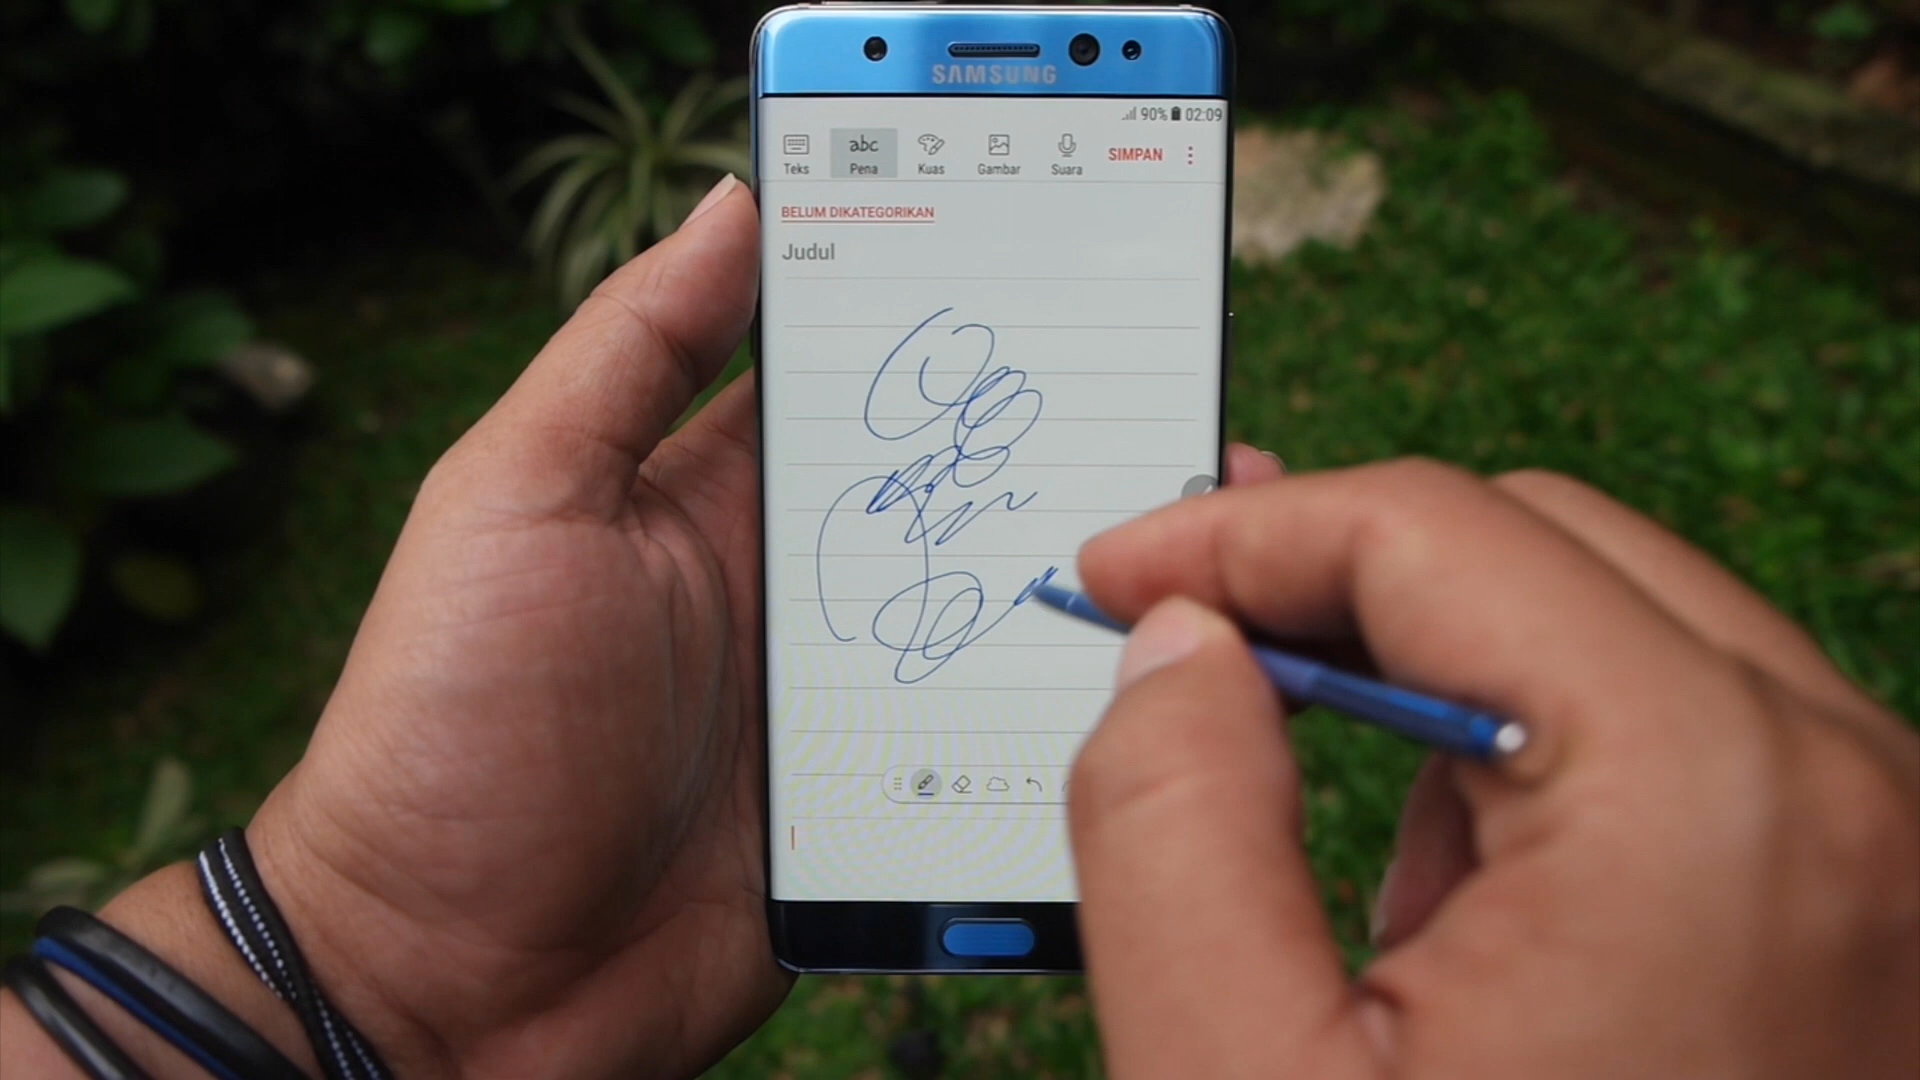 SAMSUNG
90% 02:09
abc
Teks Pena Kuas Gambar Suara SIMPAN
BELUM DIKATEGORIKAN
Judul